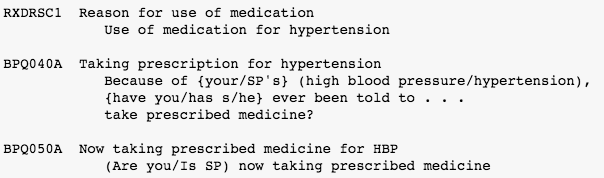 RXDRSC1 Reason for use of medication
Use of medication for hypertension
BPQ040A Taking prescription for hypertension
Because of {your/SP's} (high blood pressure/hypertension),
{have you/has s/he} ever been told to . . .
take prescribed medicine?
BPQ050A Now taking prescribed medicine for HBP
(Are you/Is SP) now taking prescribed medicine